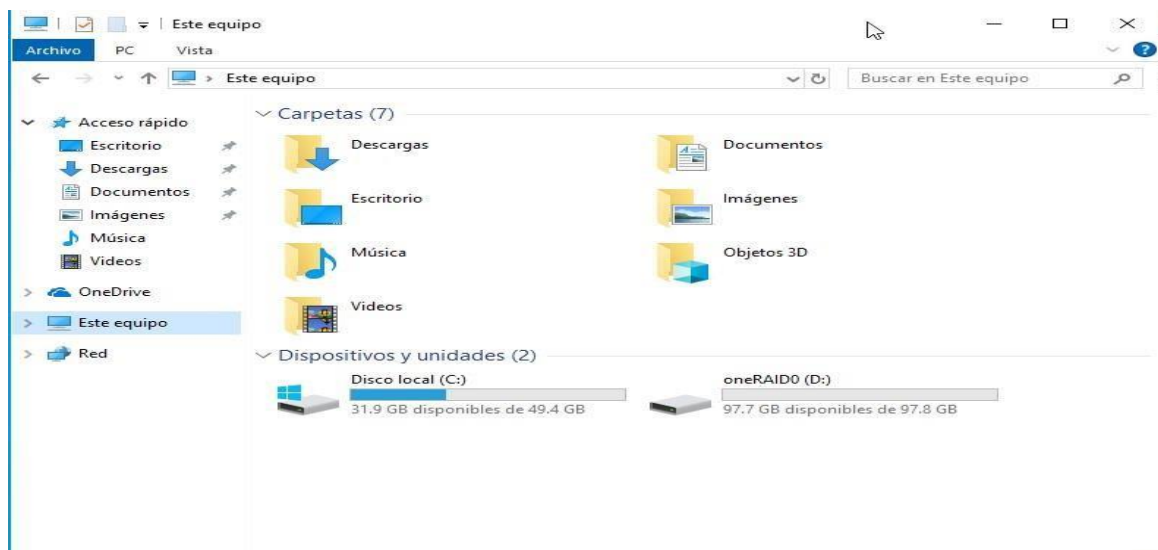 Este equipo
Archivo PC Vista
Este equipo Buscar en Este equipo
Acceso rápido
Escritorio
Descargas
Documentos
Imágenes
Música
Videos
OneDrive
Este equipo
Red
Carpetas (7)
Descargas Documentos
Escritorio Imágenes
Música Objetos 3D
Videos
Dispositivos y unidades (2)
Disco local (C:) oneRAID0 (D:)
31.9 GB disponibles de 49.4 GB 97.7 GB disponibles de 97.8 GB